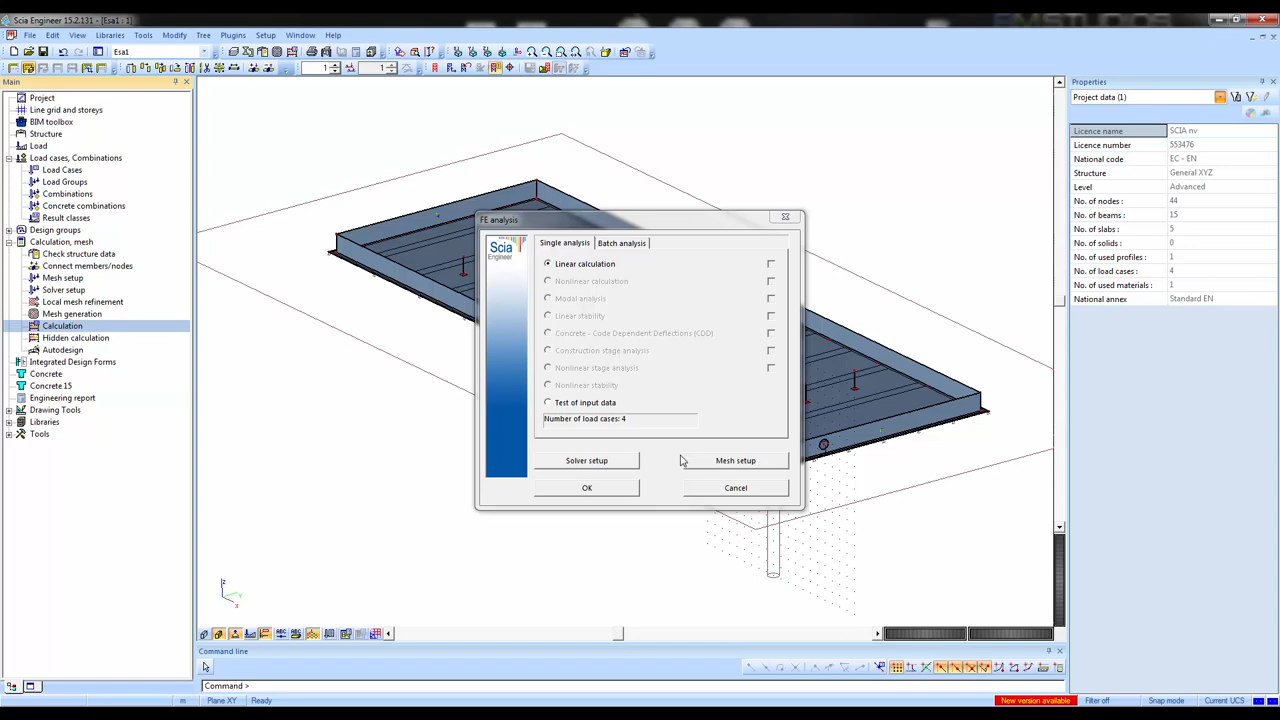 Scia Engineer 15.2.131 - [Esa1 : 1]
EMSTUDIOS
File Edit View Libraries Tools Modify Tree Plugins Setup Window Help
Esa1
1
1
Main
Project
Line grid and storeys
BIM toolbox
Structure
Load
Load cases, Combinations
Load Cases
Load Groups
Combinations
Concrete combinations
Result classes
Design groups
Calculation, mesh
Check structure data
Connect members/nodes
Mesh setup
Solver setup
Local mesh refinement
Mesh generation
Calculation
Hidden calculation
Autodesign
Integrated Design Forms
Concrete
Concrete 15
Engineering report
Drawing Tools
Libraries
Tools
FE analysis
Scia
Engineer
Single analysis Batch analysis
Linear calculation
Nonlinear calculation
Modal analysis
Linear stability
Concrete - Code Dependent Deflections (CDD)
Construction stage analysis
Nonlinear stage analysis
Nonlinear stability
Test of input data
Number of load cases: 4
Solver setup Mesh setup
OK Cancel
z
y
x
Properties
Project data (1)
Licence name SCIA nv
Licence number 553476
National code EC - EN
Structure General XYZ
Level Advanced
No. of nodes : 44
No. of beams : 15
No. of slabs : 5
No. of solids : 0
No. of used profiles : 1
No. of load cases : 4
No. of used materials : 1
National annex Standard EN
Command line
Command >
m Plane XY Ready New version available Filter off Snap mode Current UCS